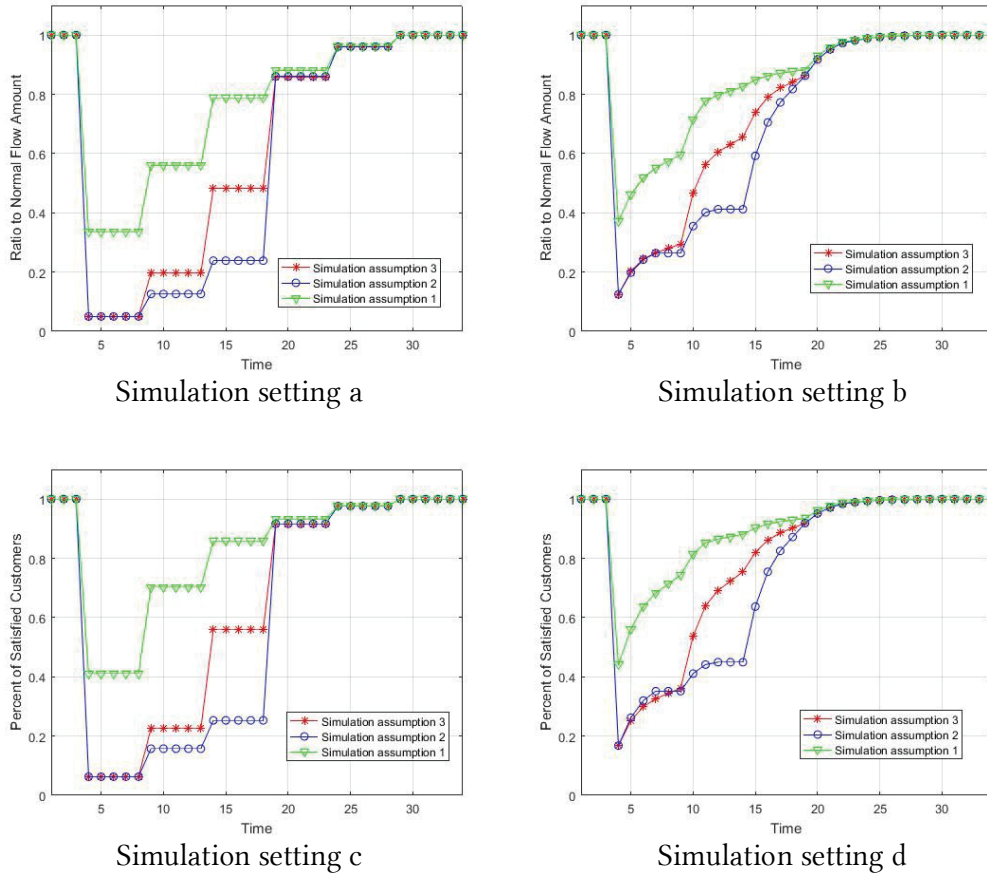 1
0.8
0.6
0.4
0.2
0
Ratio to Normal Flow Amount
5 10 15 20 25 30
Time
Simulation assumption 3
Simulation assumption 2
Simulation assumption 1
Simulation setting a
1
0.8
0.6
0.4
0.2
0
Ratio to Normal Flow Amount
5 10 15 20 25 30
Time
Simulation assumption 3
Simulation assumption 2
Simulation assumption 1
Simulation setting b
1
0.8
0.6
0.4
0.2
0
Percent of Satisfied Customers
5 10 15 20 25 30
Time
Simulation assumption 3
Simulation assumption 2
Simulation assumption 1
Simulation setting c
1
0.8
0.6
0.4
0.2
0
Percent of Satisfied Customers
5 10 15 20 25 30
Time
Simulation assumption 3
Simulation assumption 2
Simulation assumption 1
Simulation setting d